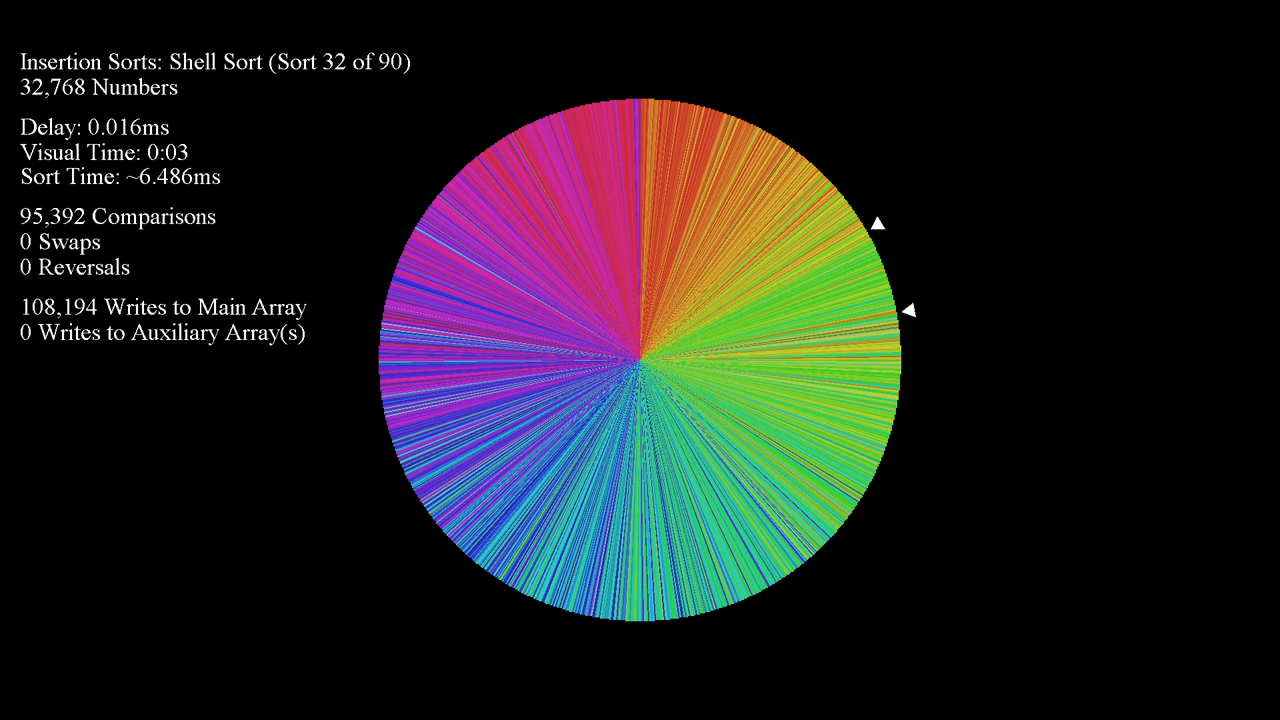 Insertion Sorts: Shell Sort (Sort 32 of 90)
32,768 Numbers
Delay: 0.016ms
Visual Time: 0:03
Sort Time: ~6.486ms
95,392 Comparisons
0 Swaps
0 Reversals
108,194 Writes to Main Array
0 Writes to Auxiliary Array(s)